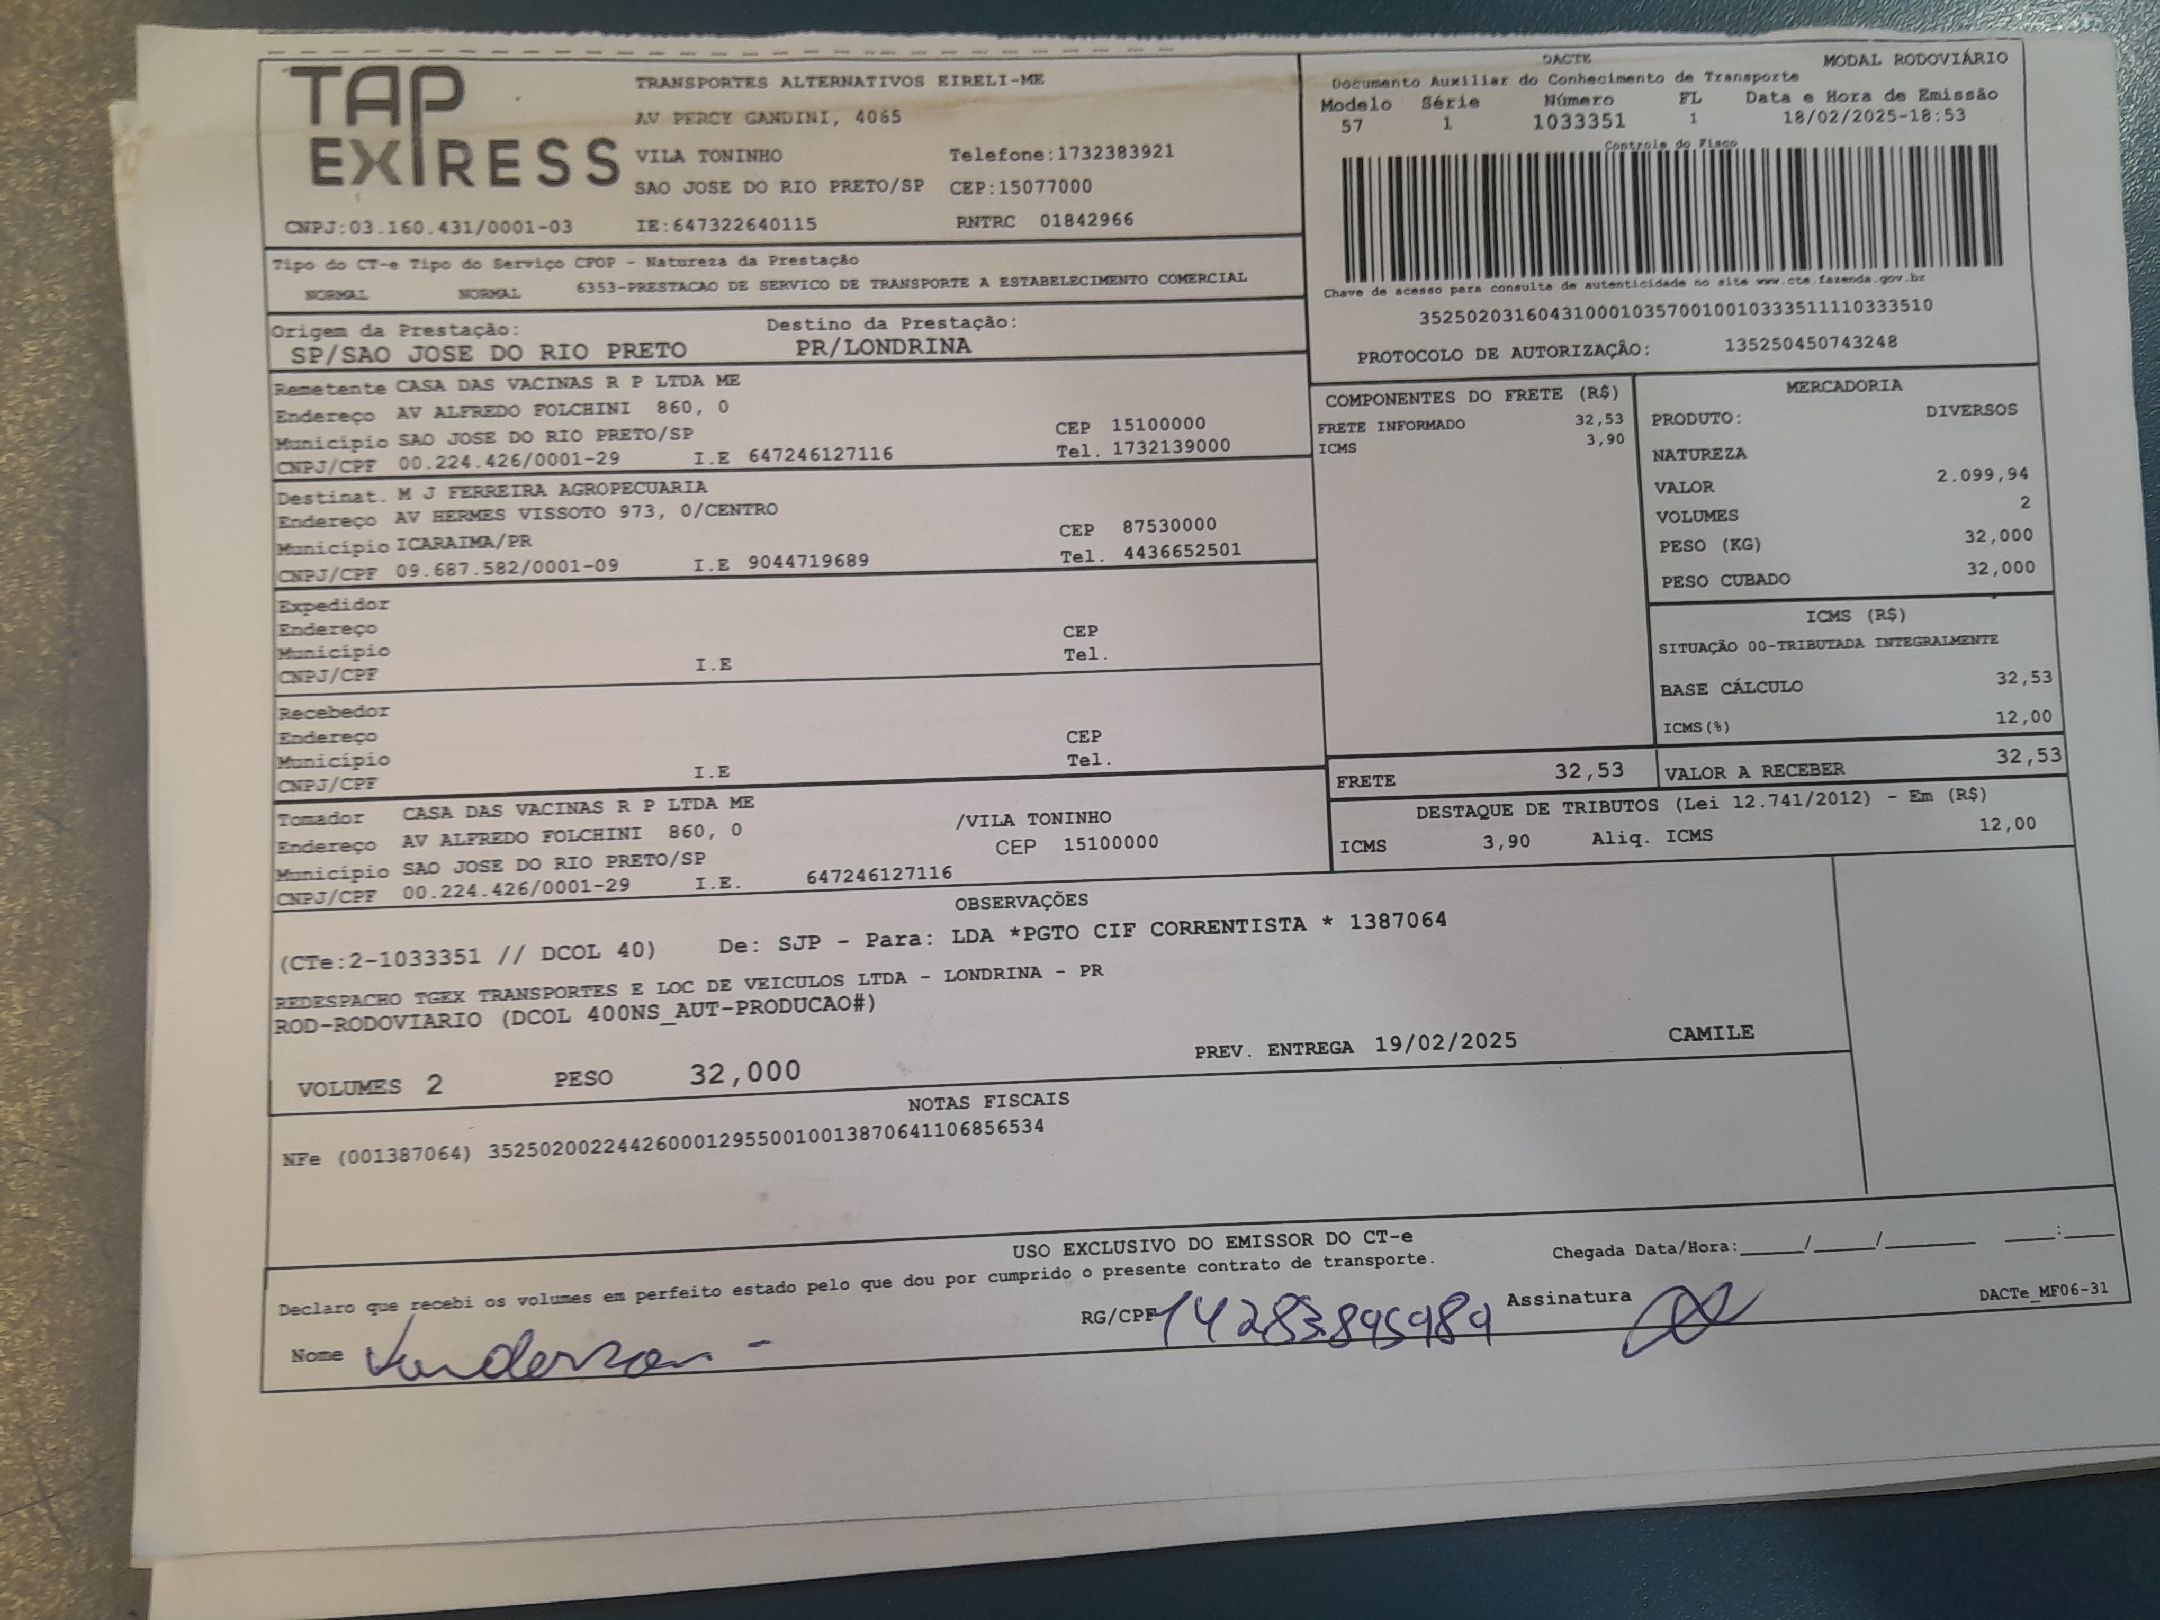 TAP EXPRESS
TRANSPORTES ALTERNATIVOS EIRELI-ME
AV PERCY GANDINI, 4065
VILA TONINHO Telefone:1732383921
SAO JOSE DO RIO PRETO/SP CEP:15077000
CNPJ:03.160.431/0001-03 IE:647322640115 RNTRC 01842966
DACTE MODAL RODOVIÁRIO
Documento Auxiliar do Conhecimento de Transporte
Modelo Série Número FL Data e Hora de Emissão
57 1 1033351 1 18/02/2025-18:53
Controle do Fisco
Chave de acesso para consulta de autenticidade no site www.cte.fazenda.gov.br
35250203160431000103570010010333511110333510
PROTOCOLO DE AUTORIZAÇÃO: 135250450743248
Tipo do CT-e Tipo do Serviço CFOP - Natureza da Prestação
NORMAL NORMAL 6353-PRESTACAO DE SERVICO DE TRANSPORTE A ESTABELECIMENTO COMERCIAL
Origem da Prestação: Destino da Prestação:
SP/SAO JOSE DO RIO PRETO PR/LONDRINA
Remetente CASA DAS VACINAS R P LTDA ME
Endereço AV ALFREDO FOLCHINI 860, 0
Município SAO JOSE DO RIO PRETO/SP CEP 15100000
CNPJ/CPF 00.224.426/0001-29 I.E 647246127116 Tel. 1732139000
Destinat. M J FERREIRA AGROPECUARIA
Endereço AV HERMES VISSOTO 973, 0/CENTRO
Município ICARAIMA/PR CEP 87530000
CNPJ/CPF 09.687.582/0001-09 I.E 9044719689 Tel. 4436652501
Expedidor
Endereço
Município CEP
CNPJ/CPF I.E Tel.
Recebedor
Endereço
Município CEP
CNPJ/CPF I.E Tel.
Tomador CASA DAS VACINAS R P LTDA ME
Endereço AV ALFREDO FOLCHINI 860, 0 /VILA TONINHO
Município SAO JOSE DO RIO PRETO/SP CEP 15100000
CNPJ/CPF 00.224.426/0001-29 I.E. 647246127116
COMPONENTES DO FRETE (R$)
FRETE INFORMADO 32,53
ICMS 3,90
MERCADORIA
PRODUTO: DIVERSOS
NATUREZA
VALOR 2.099,94
VOLUMES 2
PESO (KG) 32,000
PESO CUBADO 32,000
ICMS (R$)
SITUAÇÃO 00-TRIBUTADA INTEGRALMENTE
BASE CÁLCULO 32,53
ICMS(%) 12,00
FRETE 32,53 VALOR A RECEBER 32,53
DESTAQUE DE TRIBUTOS (Lei 12.741/2012) - Em (R$)
ICMS 3,90 Aliq. ICMS 12,00
OBSERVAÇÕES
(CTe:2-1033351 // DCOL 40) De: SJP - Para: LDA *PGTO CIF CORRENTISTA * 1387064
REDESPACHO TGEX TRANSPORTES E LOC DE VEICULOS LTDA - LONDRINA - PR
ROD-RODOVIARIO (DCOL 400NS_AUT-PRODUCAO#)
PREV. ENTREGA 19/02/2025 CAMILE
VOLUMES 2 PESO 32,000
NOTAS FISCAIS
NFe (001387064) 35250200224426000129550010013870641106856534
USO EXCLUSIVO DO EMISSOR DO CT-e
Declaro que recebi os volumes em perfeito estado pelo que dou por cumprido o presente contrato de transporte. Chegada Data/Hora:_____/_____/________ ____:____
Nome Vanderson - RG/CPF 14283895989 Assinatura
DACTe_MF06-31